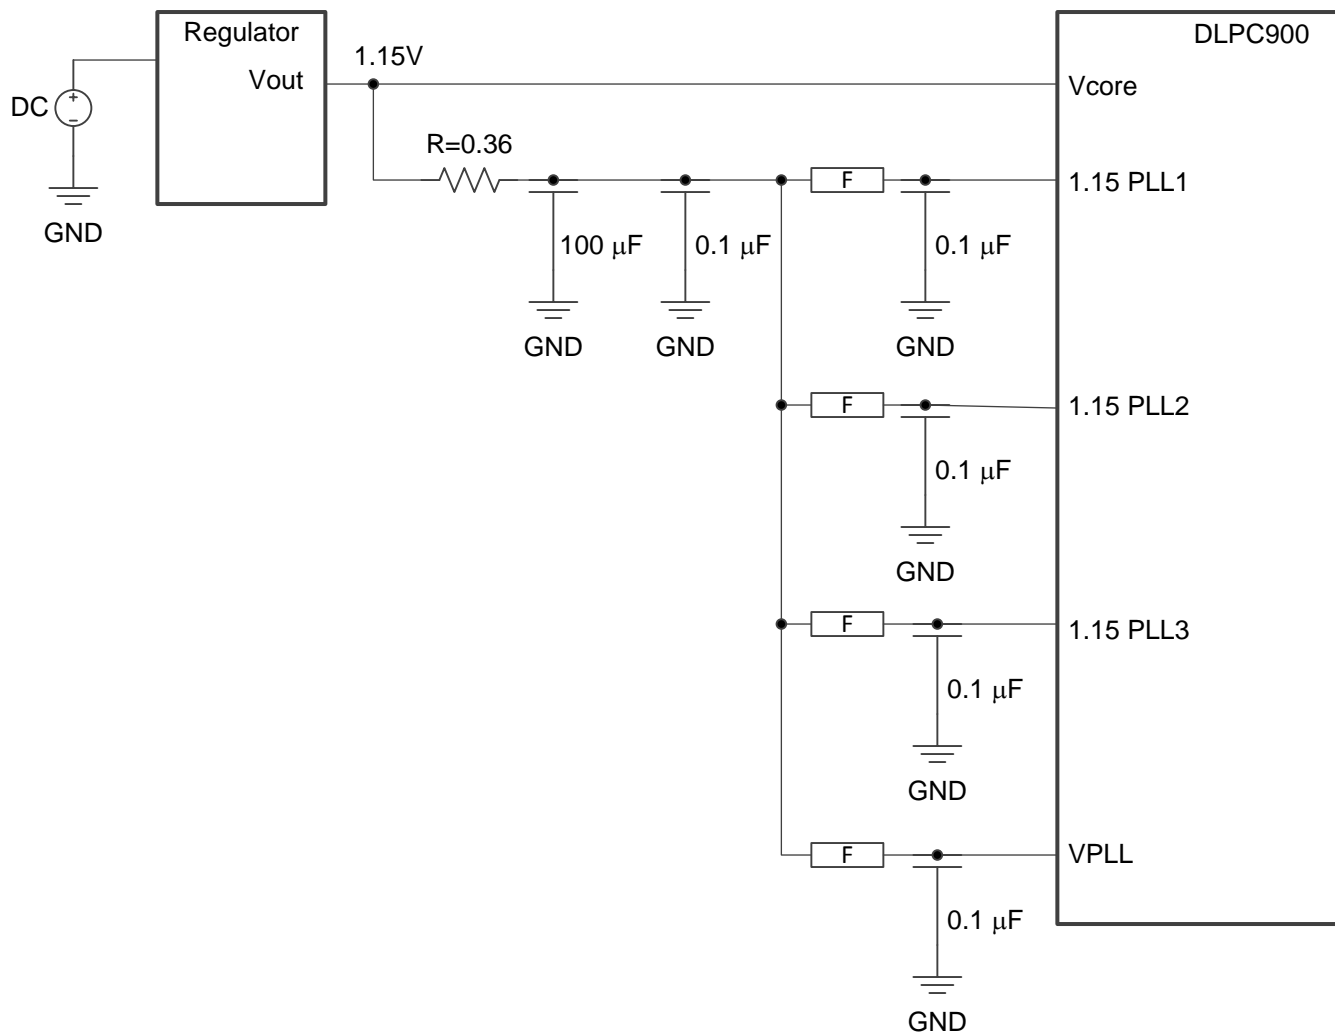 Regulator
DLPC900
1.15V
Vout
Vcore
DC
+
−
R=0.36
F
1.15 PLL1
GND
100 μF
0.1 μF
0.1 μF
GND
GND
GND
F
1.15 PLL2
0.1 μF
GND
F
1.15 PLL3
0.1 μF
GND
F
VPLL
0.1 μF
GND